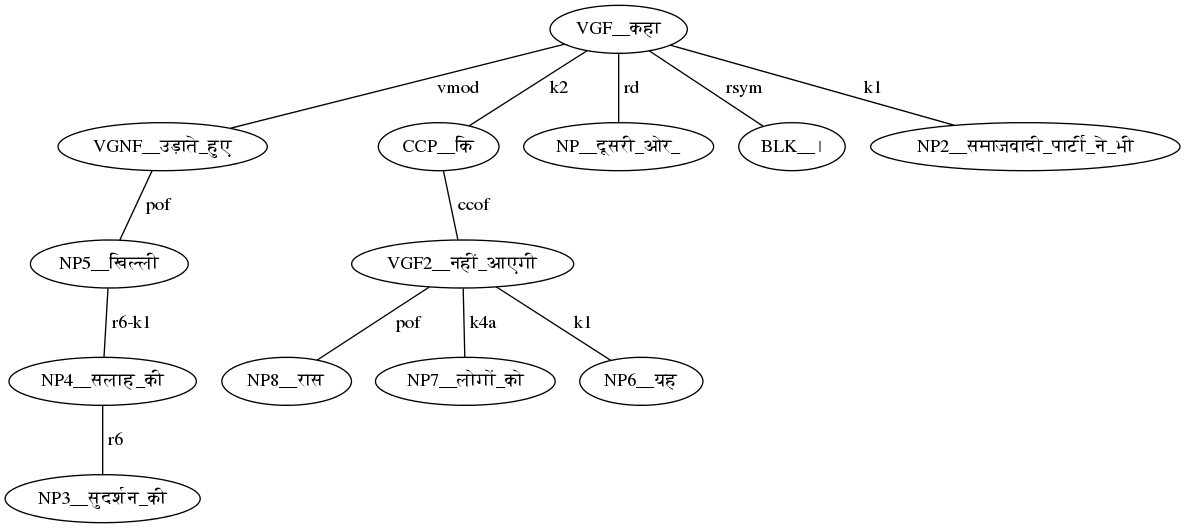 VGF__कहा
vmod k2 rd rsym k1
VGNF__उड़ाते_हुए CCP__कि NP__दूसरी_ओर_ BLK__। NP2__समाजवादी_पार्टी_ने_भी
pof ccof
NP5__खिल्ली VGF2__नहीं_आएगी
r6-k1 pof k4a k1
NP4__सलाह_की NP8__रास NP7__लोगों_को NP6__यह
r6
NP3__सुदर्शन_की